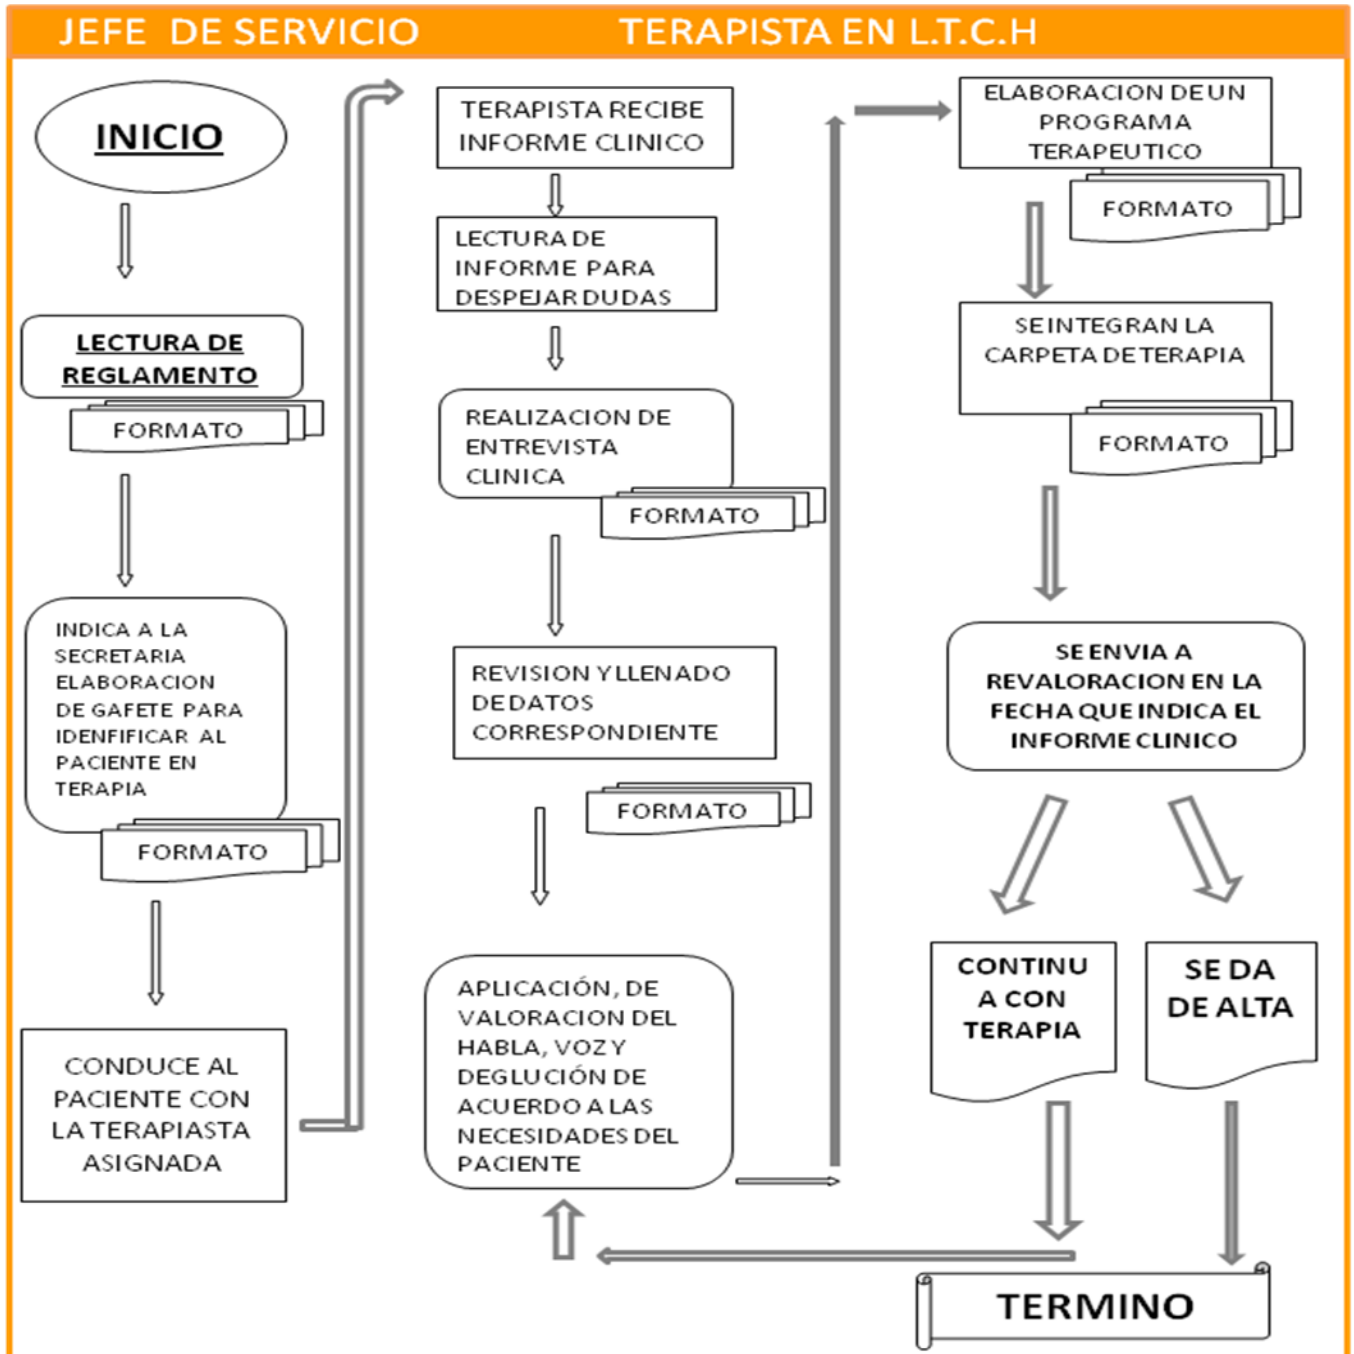 JEFE DE SERVICIO
TERAPISTA EN L.T.C.H
INICIO
LECTURA DE
REGLAMENTO
FORMATO
INDICA A LA
SECRETARIA
ELABORACION
DE GAFETE PARA
IDENFIFICAR AL
PACIENTE EN
TERAPIA
FORMATO
CONDUCE AL
PACIENTE CON
LA TERAPIASTA
ASIGNADA
TERAPISTA RECIBE
INFORME CLINICO
LECTURA DE
INFORME PARA
DESPEJAR DUDAS
REALIZACION DE
ENTREVISTA
CLINICA
FORMATO
REVISION Y LLENADO
DE DATOS
CORRESPONDIENTE
FORMATO
APLICACIÓN, DE
VALORACION DEL
HABLA, VOZ Y
DEGLUCIÓN DE
ACUERDO A LAS
NECESIDADES DEL
PACIENTE
ELABORACION DE UN
PROGRAMA
TERAPEUTICO
FORMATO
SE INTEGRAN LA
CARPETA DE TERAPIA
FORMATO
SE ENVIA A
REVALORACION EN LA
FECHA QUE INDICA EL
INFORME CLINICO
CONTINU
A CON
TERAPIA
SE DA
DE ALTA
TERMINO